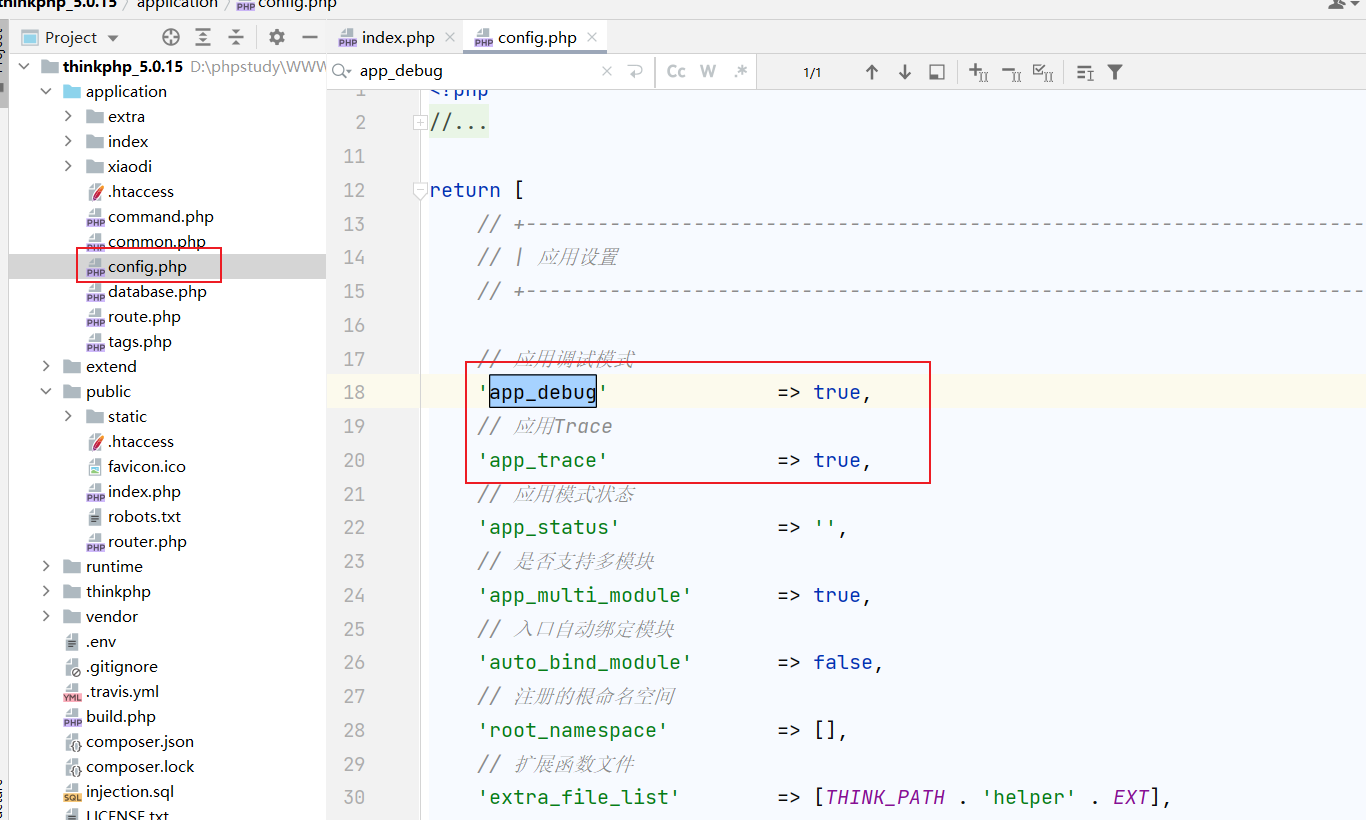 thinkphp_5.0.15 / application / config.php
Project
index.php
config.php
thinkphp_5.0.15 D:\phpstudy\WWW
app_debug
Cc W .*
1/1
application
extra
index
xiaodi
.htaccess
command.php
common.php
config.php
database.php
route.php
tags.php
extend
public
static
.htaccess
favicon.ico
index.php
robots.txt
router.php
runtime
thinkphp
vendor
.env
.gitignore
.travis.yml
build.php
composer.json
composer.lock
injection.sql
LICENSE.txt
1 <?php
2 //...
11
12 return [
13 // +----------------------------------------------------------------------
14 // | 应用设置
15 // +----------------------------------------------------------------------
16
17 // 应用调试模式
18 'app_debug' => true,
19 // 应用Trace
20 'app_trace' => true,
21 // 应用模式状态
22 'app_status' => '',
23 // 是否支持多模块
24 'app_multi_module' => true,
25 // 入口自动绑定模块
26 'auto_bind_module' => false,
27 // 注册的根命名空间
28 'root_namespace' => [],
29 // 扩展函数文件
30 'extra_file_list' => [THINK_PATH . 'helper' . EXT],